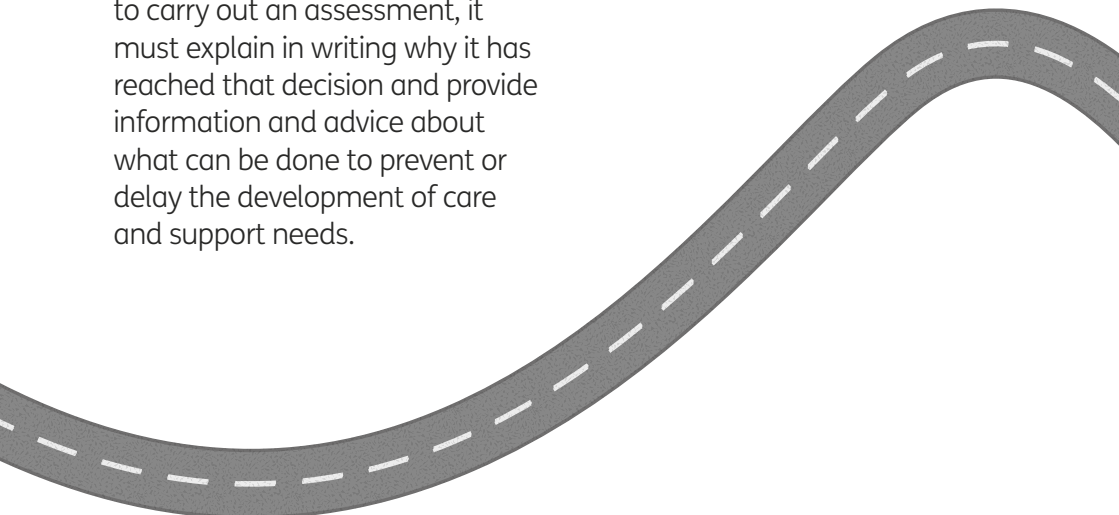 to carry out an assessment, it
must explain in writing why it has
reached that decision and provide
information and advice about
what can be done to prevent or
delay the development of care
and support needs.